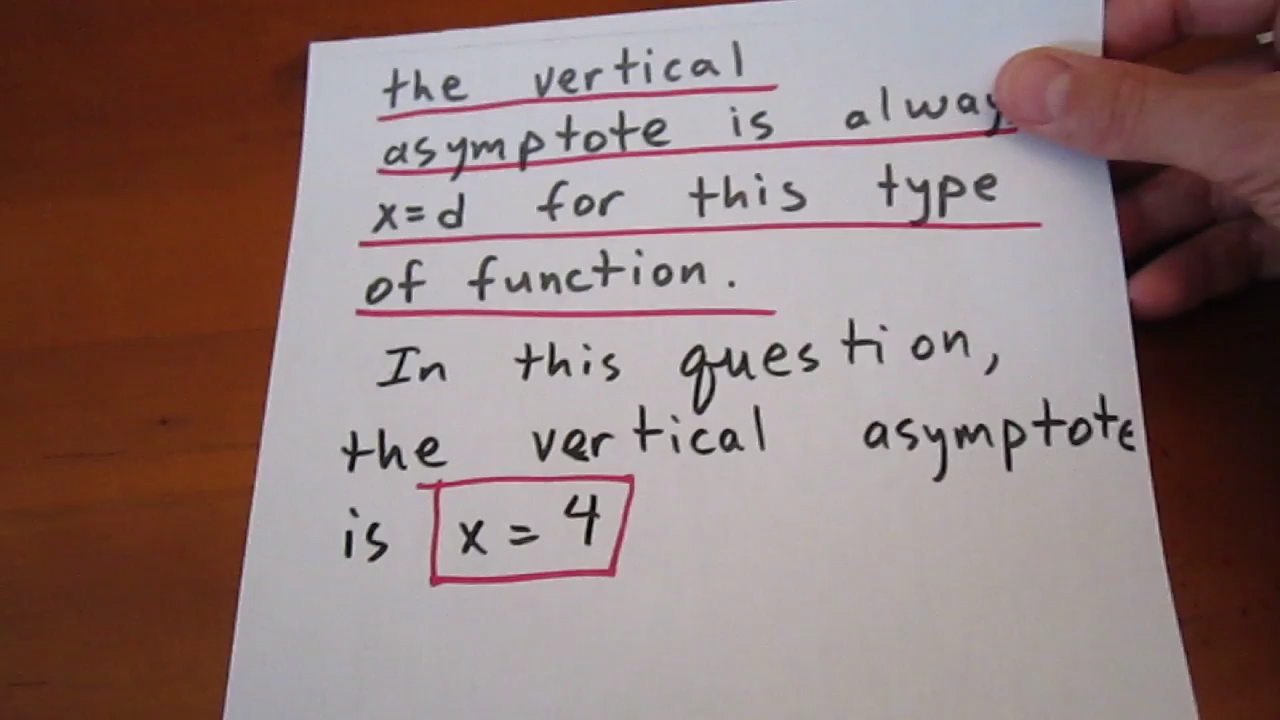 the vertical
asymptote is alway
x=d for this type
of function.
In this question,
the vertical asymptote
is x = 4